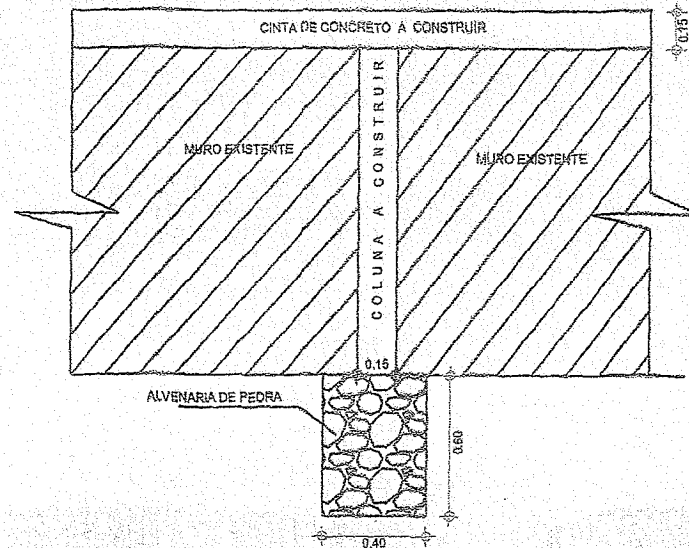 CINTA DE CONCRETO A CONSTRUIR
0.15
MURO EXISTENTE
COLUNA A CONSTRUIR
MURO EXISTENTE
0.15
ALVENARIA DE PEDRA
0.60
0.40